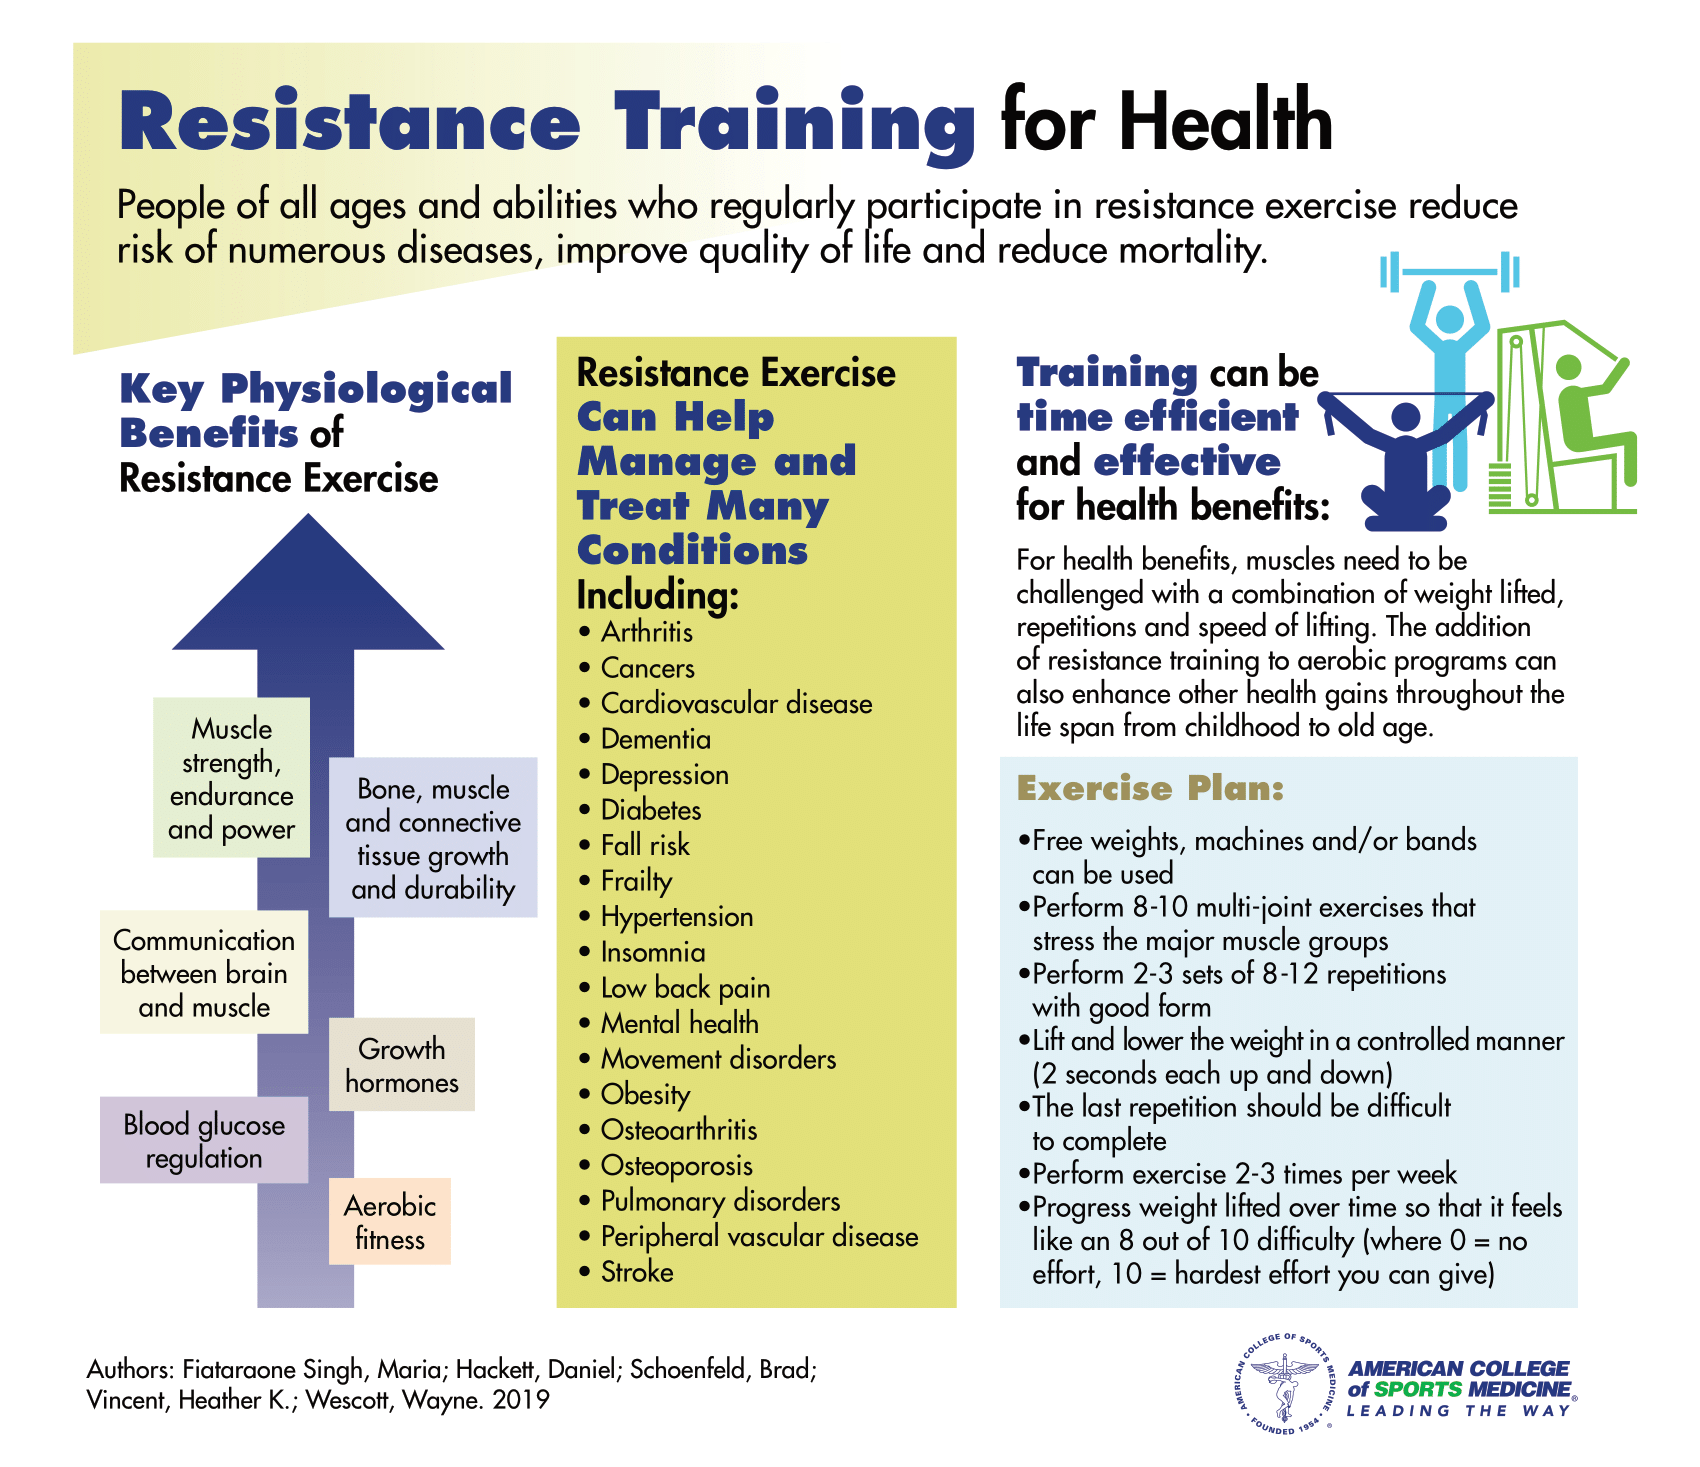 Resistance Training for Health
People of all ages and abilities who regularly participate in resistance exercise reduce
risk of numerous diseases, improve quality of life and reduce mortality.
Key Physiological
Benefits of
Resistance Exercise
Muscle
strength,
endurance
and power
Bone, muscle
and connective
tissue growth
and durability
Communication
between brain
and muscle
Growth
hormones
Blood glucose
regulation
Aerobic
fitness
Resistance Exercise
Can Help
Manage and
Treat Many
Conditions
Including:
• Arthritis
• Cancers
• Cardiovascular disease
• Dementia
• Depression
• Diabetes
• Fall risk
• Frailty
• Hypertension
• Insomnia
• Low back pain
• Mental health
• Movement disorders
• Obesity
• Osteoarthritis
• Osteoporosis
• Pulmonary disorders
• Peripheral vascular disease
• Stroke
Training can be
time efficient
and effective
for health benefits:
For health benefits, muscles need to be
challenged with a combination of weight lifted,
repetitions and speed of lifting. The addition
of resistance training to aerobic programs can
also enhance other health gains throughout the
life span from childhood to old age.
Exercise Plan:
•Free weights, machines and/or bands
can be used
•Perform 8-10 multi-joint exercises that
stress the major muscle groups
•Perform 2-3 sets of 8-12 repetitions
with good form
•Lift and lower the weight in a controlled manner
(2 seconds each up and down)
•The last repetition should be difficult
to complete
•Perform exercise 2-3 times per week
•Progress weight lifted over time so that it feels
like an 8 out of 10 difficulty (where 0 = no
effort, 10 = hardest effort you can give)
Authors: Fiataraone Singh, Maria; Hackett, Daniel; Schoenfeld, Brad;
Vincent, Heather K.; Wescott, Wayne. 2019
AMERICAN COLLEGE OF SPORTS MEDICINE
• FOUNDED 1954 •
®
AMERICAN COLLEGE
of SPORTS MEDICINE®
LEADING THE WAY